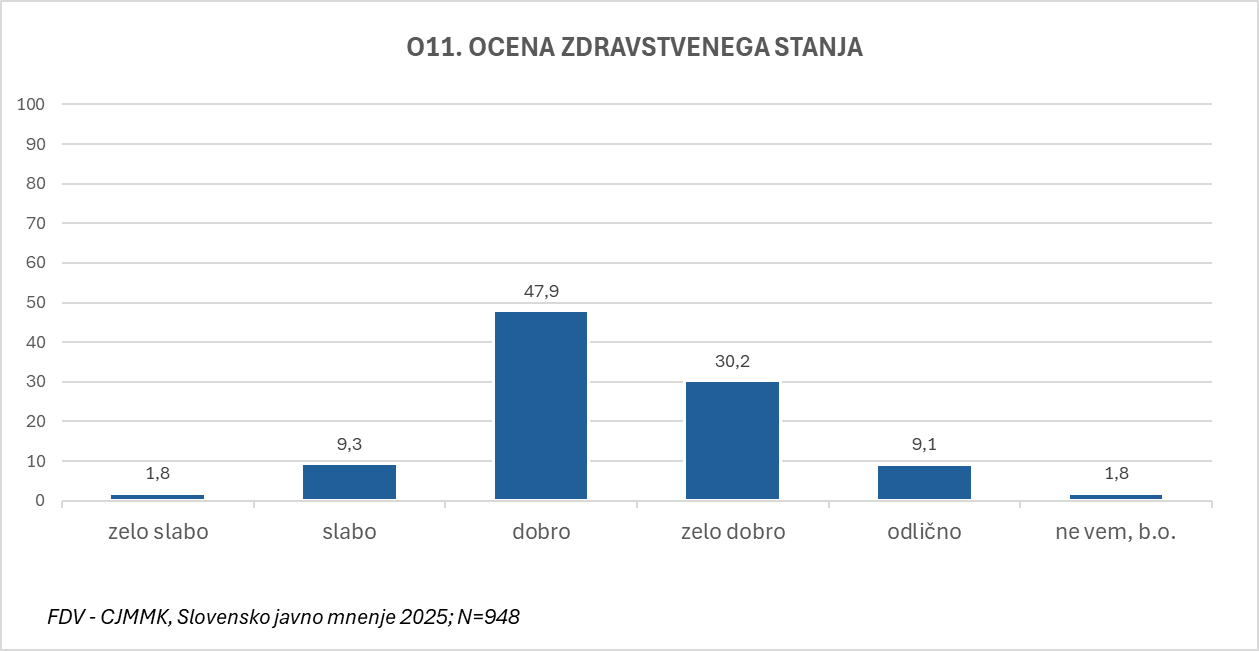 O11. OCENA ZDRAVSTVENEGA STANJA
100
90
80
70
60
50
40
30
20
10
0
1,8
9,3
47,9
30,2
9,1
1,8
zelo slabo
slabo
dobro
zelo dobro
odlično
ne vem, b.o.
FDV - CJMMK, Slovensko javno mnenje 2025; N=948